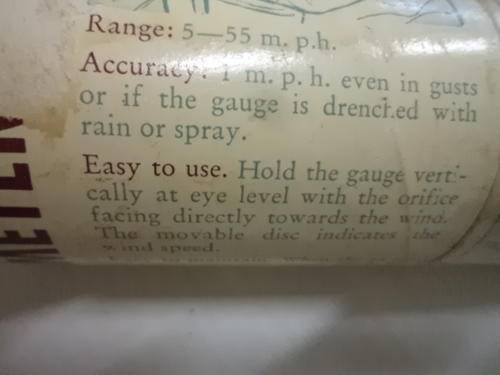 Range: 5—55 m. p.h.
Accuracy: 1 m. p. h. even in gusts
or if the gauge is drenched with
rain or spray.
Easy to use. Hold the gauge verti-
cally at eye level with the orifice
facing directly towards the wind.
The movable disc indicates the
wind speed.